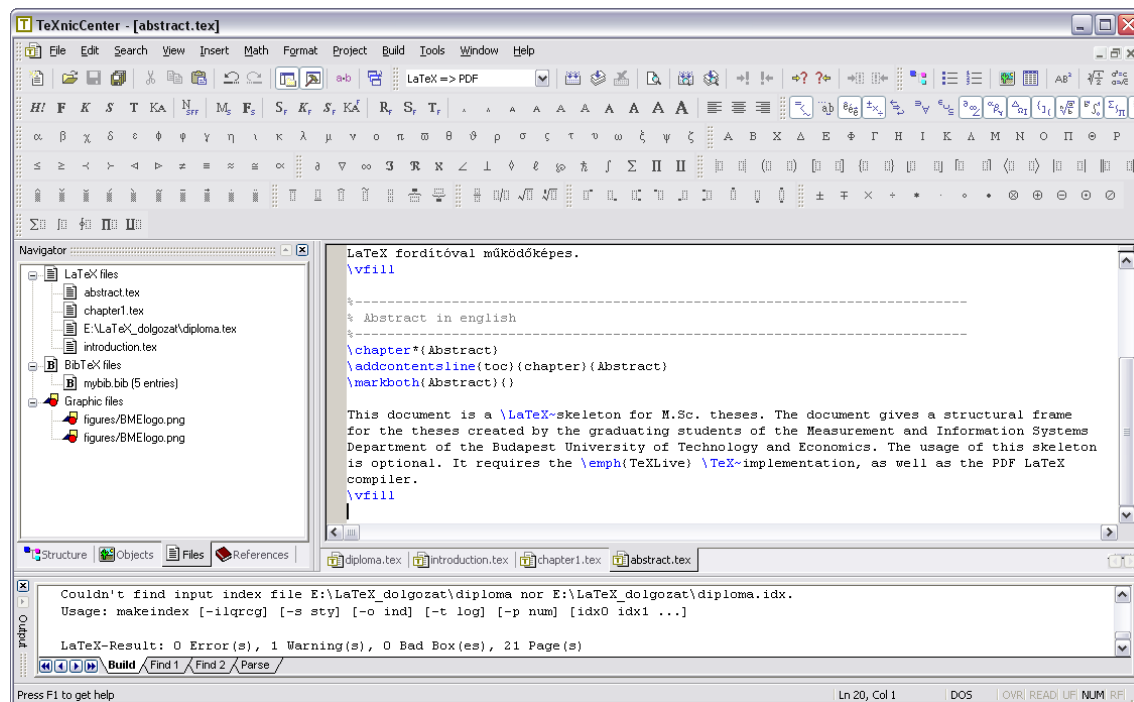 TeXnicCenter - [abstract.tex]
File Edit Search View Insert Math Format Project Build Tools Window Help
LaTeX => PDF
Navigator
LaTeX files
abstract.tex
chapter1.tex
E:\LaTeX_dolgozat\diploma.tex
introduction.tex
BibTeX files
mybib.bib (5 entries)
Graphic files
figures/BMElogo.png
figures/BMElogo.png
Structure Objects Files References
LaTeX fordítóval működőképes.
\vfill
%----------------------------------------------------------------------------
% Abstract in english
%----------------------------------------------------------------------------
\chapter*{Abstract}
\addcontentsline{toc}{chapter}{Abstract}
\markboth{Abstract}{}
This document is a \LaTeX~skeleton for M.Sc. theses. The document gives a structural frame
for the theses created by the graduating students of the Measurement and Information Systems
Department of the Budapest University of Technology and Economics. The usage of this skeleton
is optional. It requires the \emph{TeXLive} \TeX~implementation, as well as the PDF LaTeX
compiler.
\vfill
diploma.tex introduction.tex chapter1.tex abstract.tex
Output
Couldn't find input index file E:\LaTeX_dolgozat\diploma nor E:\LaTeX_dolgozat\diploma.idx.
Usage: makeindex [-ilqrcg] [-s sty] [-o ind] [-t log] [-p num] [idx0 idx1 ...]
LaTeX-Result: 0 Error(s), 1 Warning(s), 0 Bad Box(es), 21 Page(s)
Build Find 1 Find 2 Parse
Press F1 to get help
Ln 20, Col 1 DOS OVR READ UF NUM RF